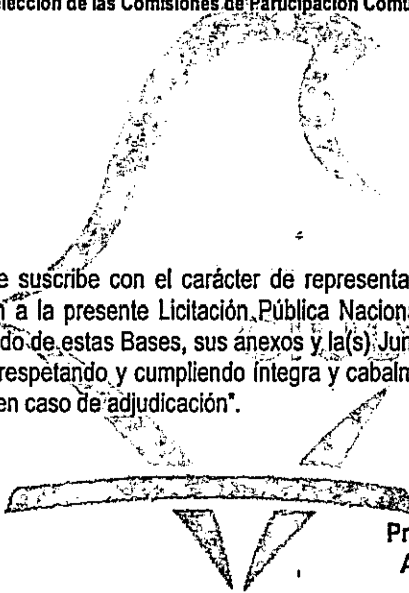 elección de las Comisiones de Participación Comu
e suscribe con el carácter de representa
n a la presente Licitación Pública Naciona
do de estas Bases, sus anexos y la(s) Jun
respetando y cumpliendo íntegra y cabalm
en caso de adjudicación".
Pr
A